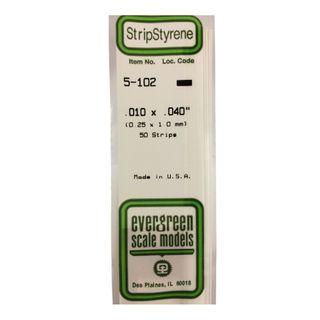 StripStyrene
Item No. Loc. Code
5-102
.010 x .040"
(0.25 x 1.0 mm)
50 Strips
Made in U.S.A.
evergreen
scale models
Des Plaines, IL 60018